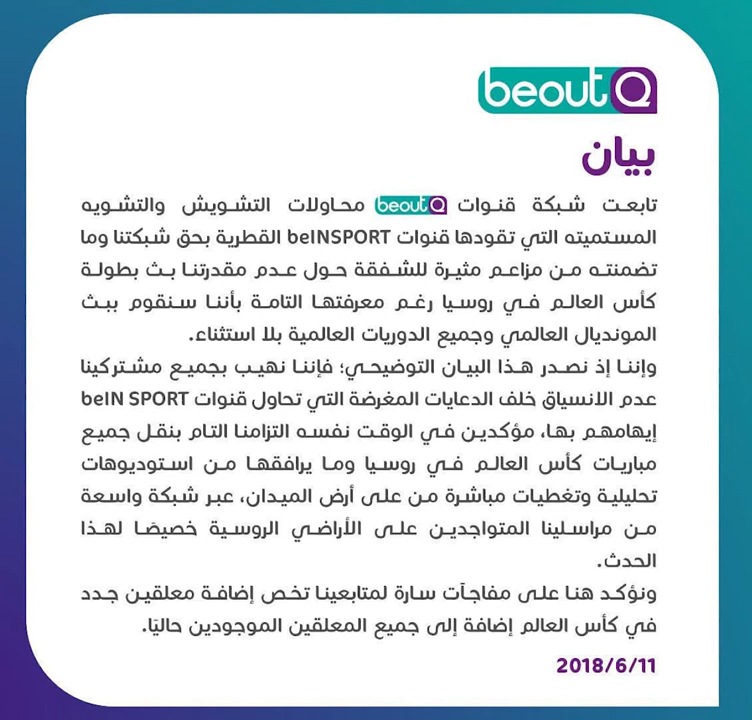 beoutQ
بيان
تابعت شبكة قنوات beoutQ محاولات التشويش والتشويه
المستميته التي تقودها قنوات beINSPORT القطرية بحق شبكتنا وما
تضمنته من مزاعم مثيرة للشفقة حول عدم مقدرتنا بث بطولة
كأس العالم في روسيا رغم معرفتها التامة بأننا سنقوم ببث
المونديال العالمي وجميع الدوريات العالمية بلا استثناء.
وإننا إذ نصدر هذا البيان التوضيحي؛ فإننا نهيب بجميع مشتركينا
عدم الانسياق خلف الدعايات المغرضة التي تحاول قنوات beIN SPORT
إيهامهم بها، مؤكدين في الوقت نفسه التزامنا التام بنقل جميع
مباريات كأس العالم في روسيا وما يرافقها من استوديوهات
تحليلية وتغطيات مباشرة من على أرض الميدان، عبر شبكة واسعة
من مراسلينا المتواجدين على الأراضي الروسية خصيصًا لهذا
الحدث.
ونؤكد هنا على مفاجآت سارة لمتابعينا تخص إضافة معلقين جدد
في كأس العالم إضافة إلى جميع المعلقين الموجودين حاليًا.
2018/6/11